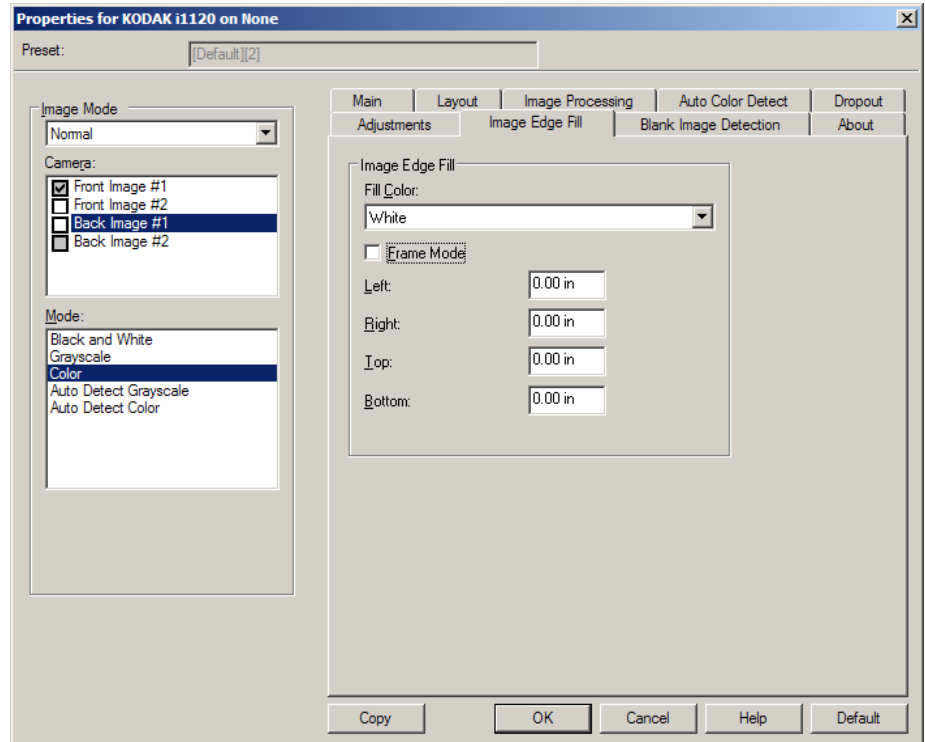 Properties for KODAK i1120 on None
Preset:
[Default][2]
Image Mode
Normal
Camera:
Front Image #1
Front Image #2
Back Image #1
Back Image #2
Mode:
Black and White
Grayscale
Color
Auto Detect Grayscale
Auto Detect Color
Main
Layout
Image Processing
Auto Color Detect
Dropout
Adjustments
Image Edge Fill
Blank Image Detection
About
Image Edge Fill
Fill Color:
White
Frame Mode
Left: 0.00 in
Right: 0.00 in
Top: 0.00 in
Bottom: 0.00 in
Copy
OK
Cancel
Help
Default